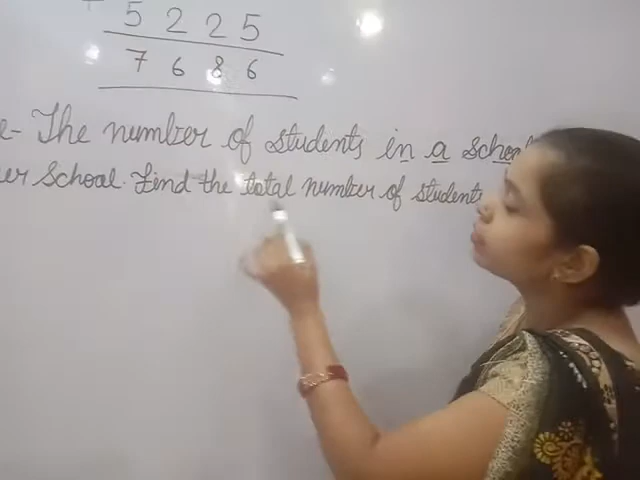 + 5 2 2 5
7 6 8 6
The number of students in a
School. Find the total number of students